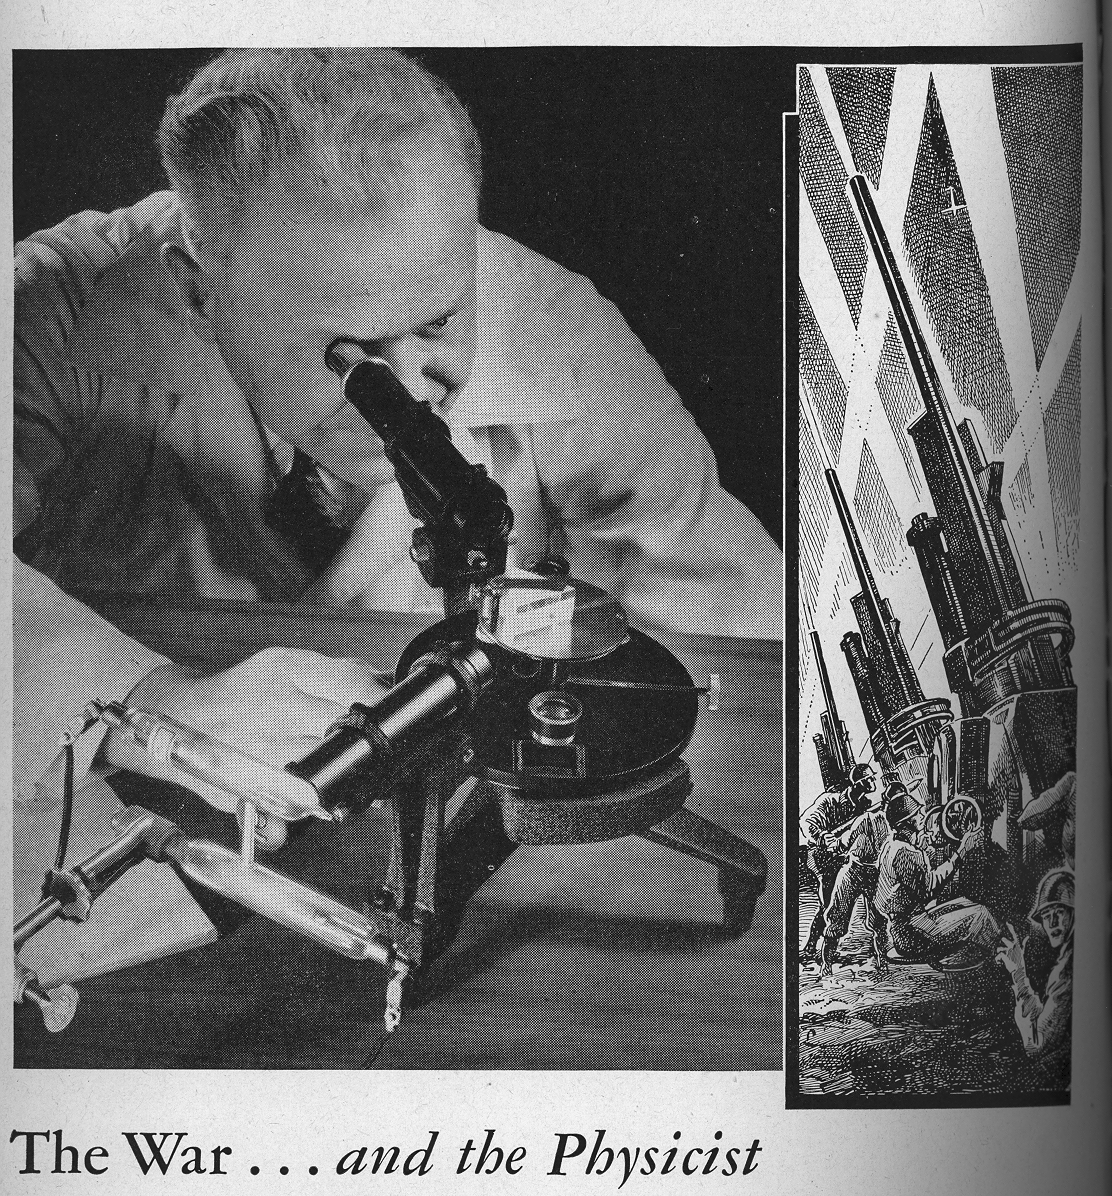 The War . . . and the Physicist